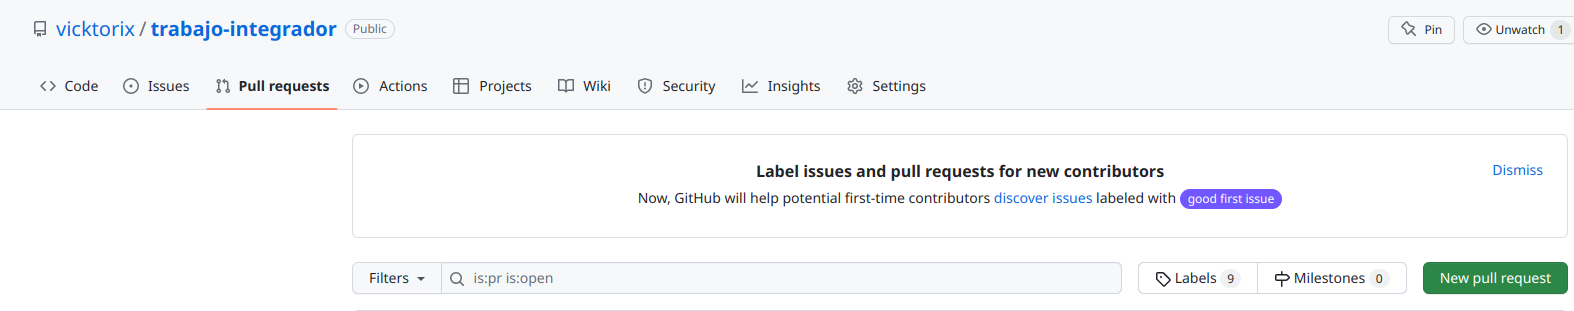 vicktorix / trabajo-integrador Public Pin Unwatch 1
Code Issues Pull requests Actions Projects Wiki Security Insights Settings
Label issues and pull requests for new contributors Dismiss
Now, GitHub will help potential first-time contributors discover issues labeled with good first issue
Filters is:pr is:open Labels 9 Milestones 0 New pull request